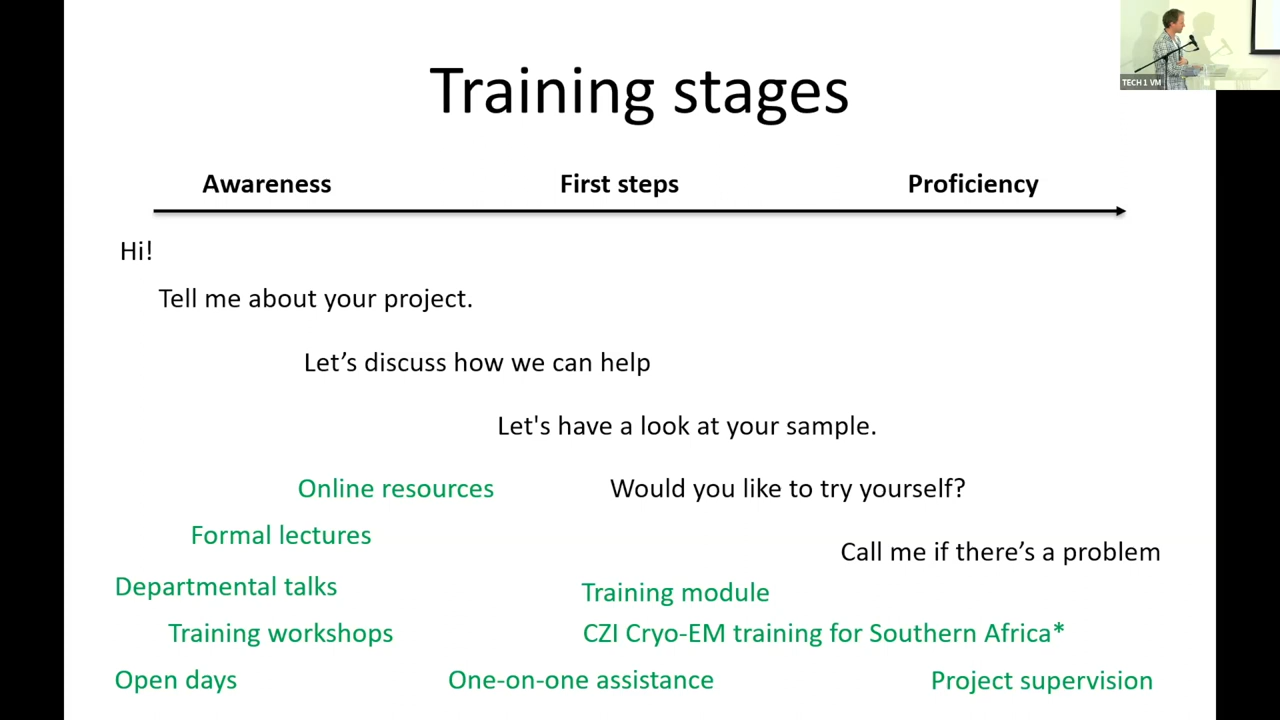 Training stages
TECH 1 VM
Awareness First steps Proficiency
Hi!
Tell me about your project.
Let’s discuss how we can help
Let's have a look at your sample.
Online resources Would you like to try yourself?
Formal lectures
Call me if there’s a problem
Departmental talks Training module
Training workshops CZI Cryo-EM training for Southern Africa*
Open days One-on-one assistance Project supervision